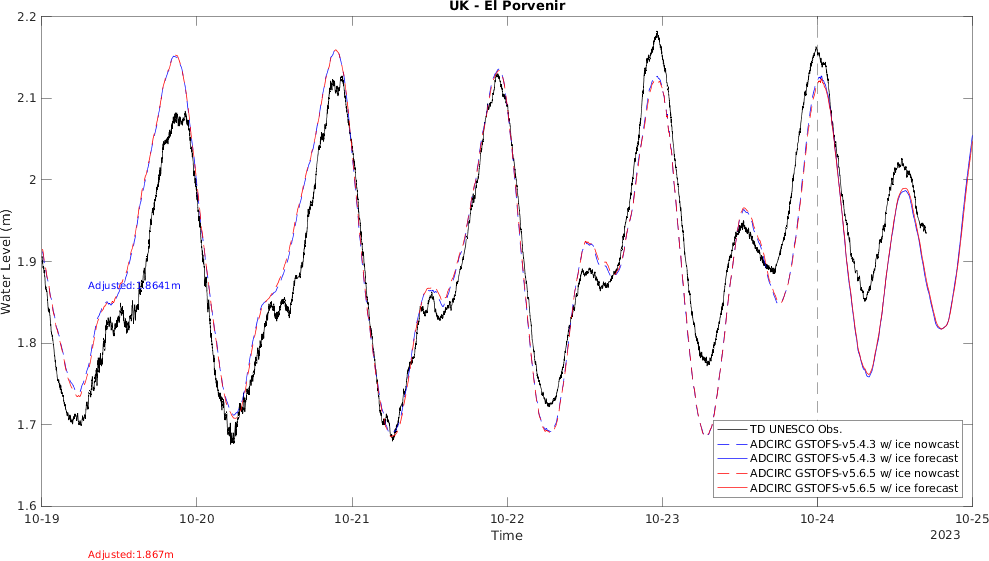 UK - El Porvenir
2.2
2.1
2
1.9
1.8
1.7
1.6
Water Level (m)
Adjusted:1.8641m
TD UNESCO Obs.
ADCIRC GSTOFS-v5.4.3 w/ ice nowcast
ADCIRC GSTOFS-v5.4.3 w/ ice forecast
ADCIRC GSTOFS-v5.6.5 w/ ice nowcast
ADCIRC GSTOFS-v5.6.5 w/ ice forecast
10-19 10-20 10-21 10-22 10-23 10-24 10-25
Time
2023
Adjusted:1.867m